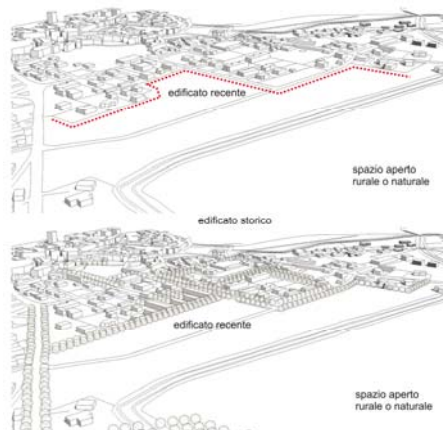 edificato recente
spazio aperto
rurale o naturale
edificato storico
edificato recente
spazio aperto
rurale o naturale